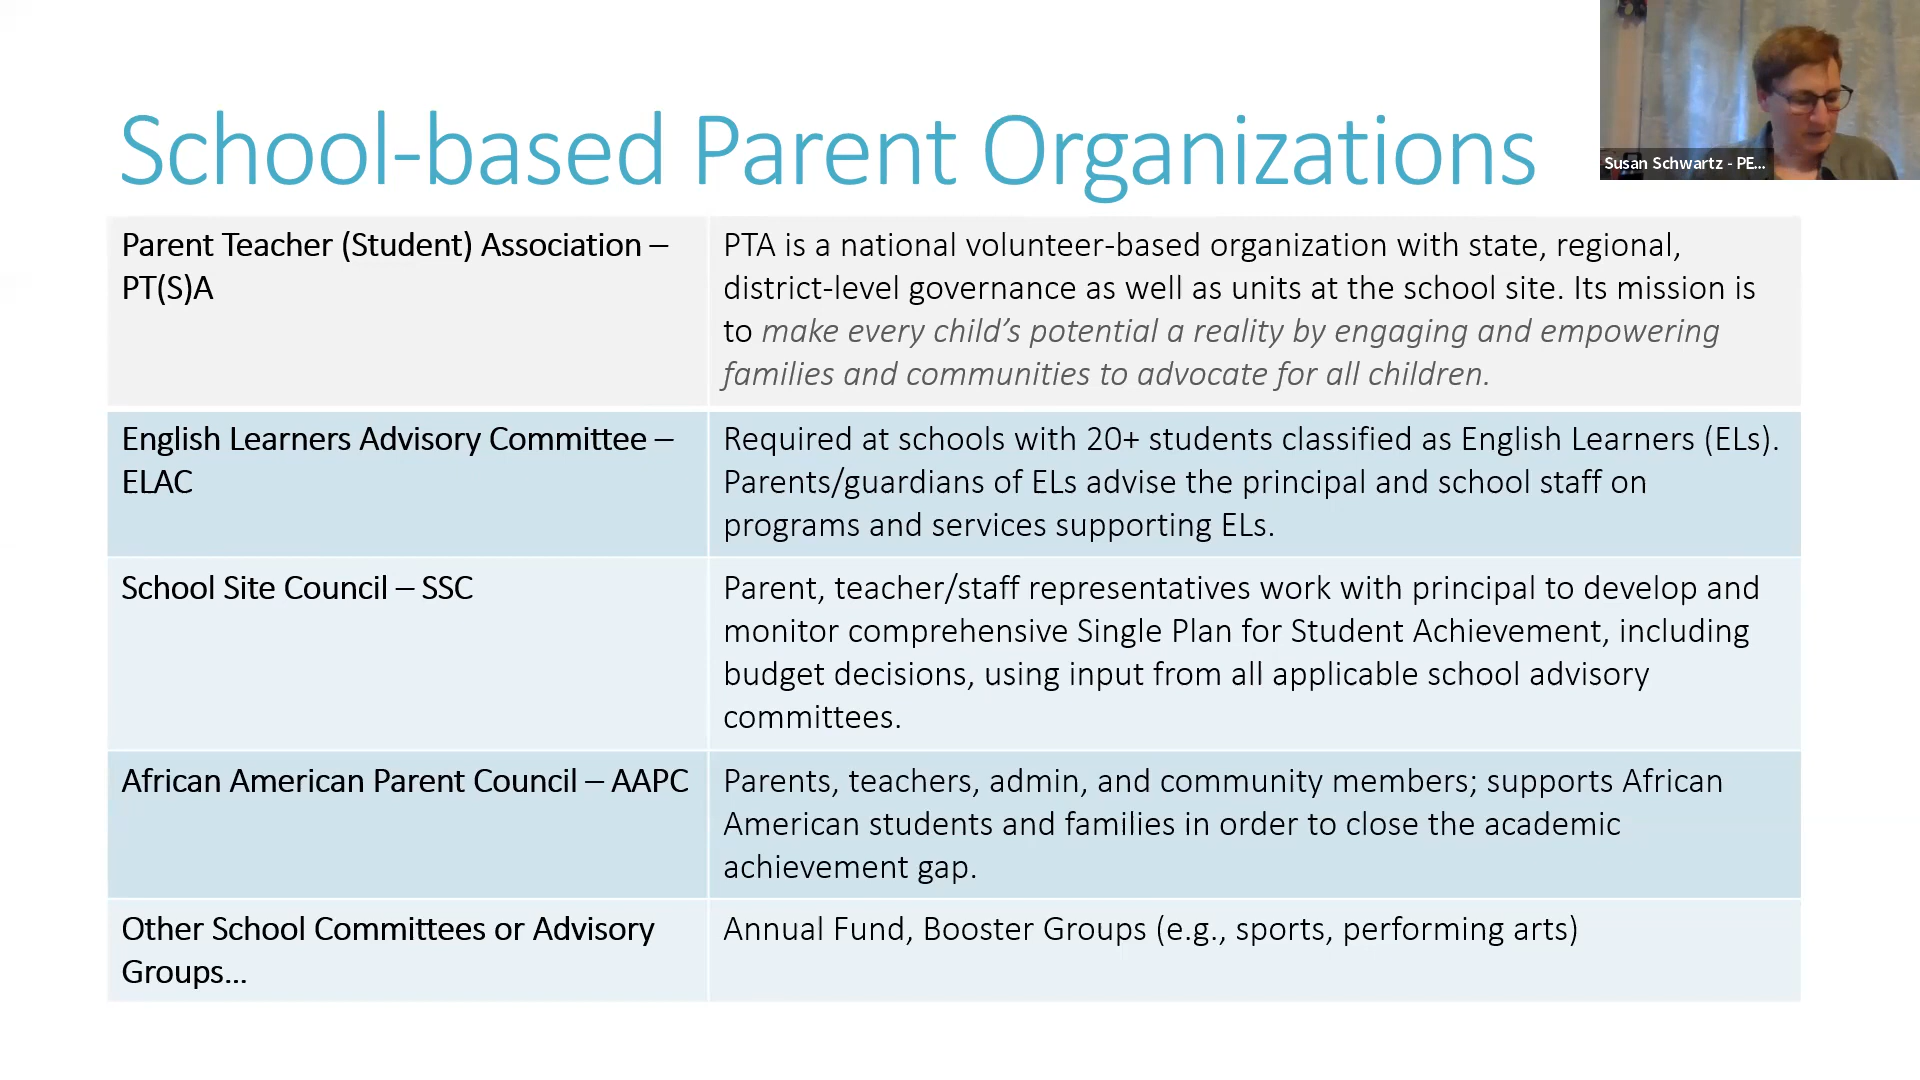 School-based Parent Organizations
Susan Schwartz - PE...
Parent Teacher (Student) Association –
PT(S)A
PTA is a national volunteer-based organization with state, regional,
district-level governance as well as units at the school site. Its mission is
to make every child’s potential a reality by engaging and empowering
families and communities to advocate for all children.
English Learners Advisory Committee –
ELAC
Required at schools with 20+ students classified as English Learners (ELs).
Parents/guardians of ELs advise the principal and school staff on
programs and services supporting ELs.
School Site Council – SSC
Parent, teacher/staff representatives work with principal to develop and
monitor comprehensive Single Plan for Student Achievement, including
budget decisions, using input from all applicable school advisory
committees.
African American Parent Council – AAPC
Parents, teachers, admin, and community members; supports African
American students and families in order to close the academic
achievement gap.
Other School Committees or Advisory
Groups...
Annual Fund, Booster Groups (e.g., sports, performing arts)